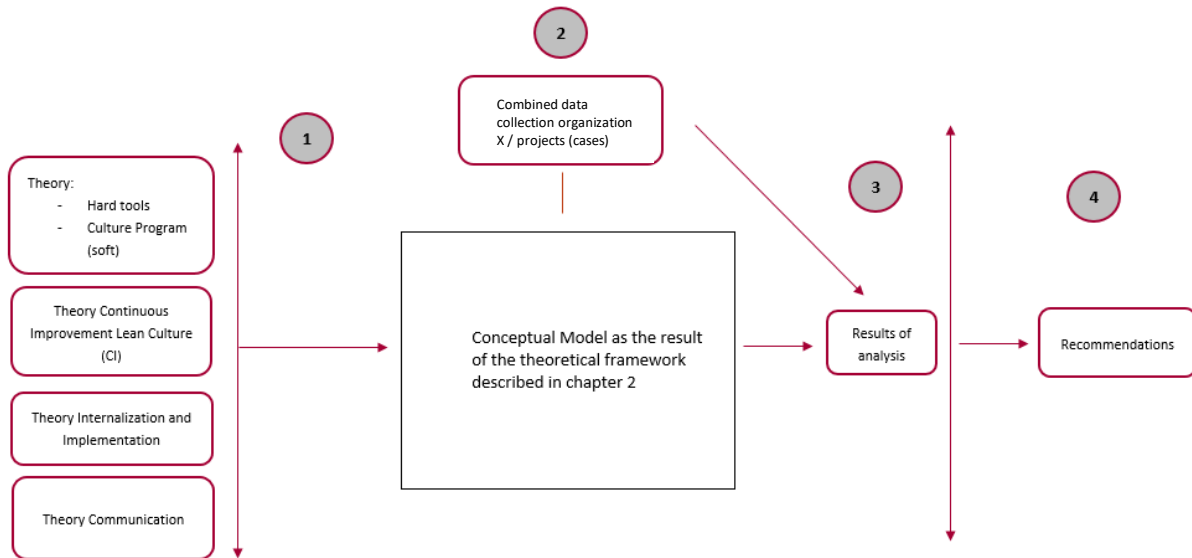 1
Theory:
- Hard tools
- Culture Program
(soft)
Theory Continuous
Improvement Lean Culture
(CI)
Theory Internalization and
Implementation
Theory Communication
2
Combined data
collection organization
X / projects (cases)
Conceptual Model as the result
of the theoretical framework
described in chapter 2
3
Results of
analysis
4
Recommendations